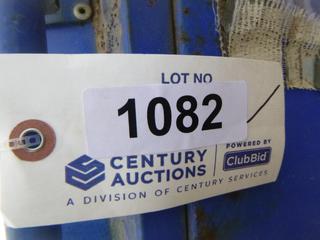 LOT NO
1082
CENTURY
AUCTIONS
POWERED BY
ClubBid
A DIVISION OF CENTURY SERVICES